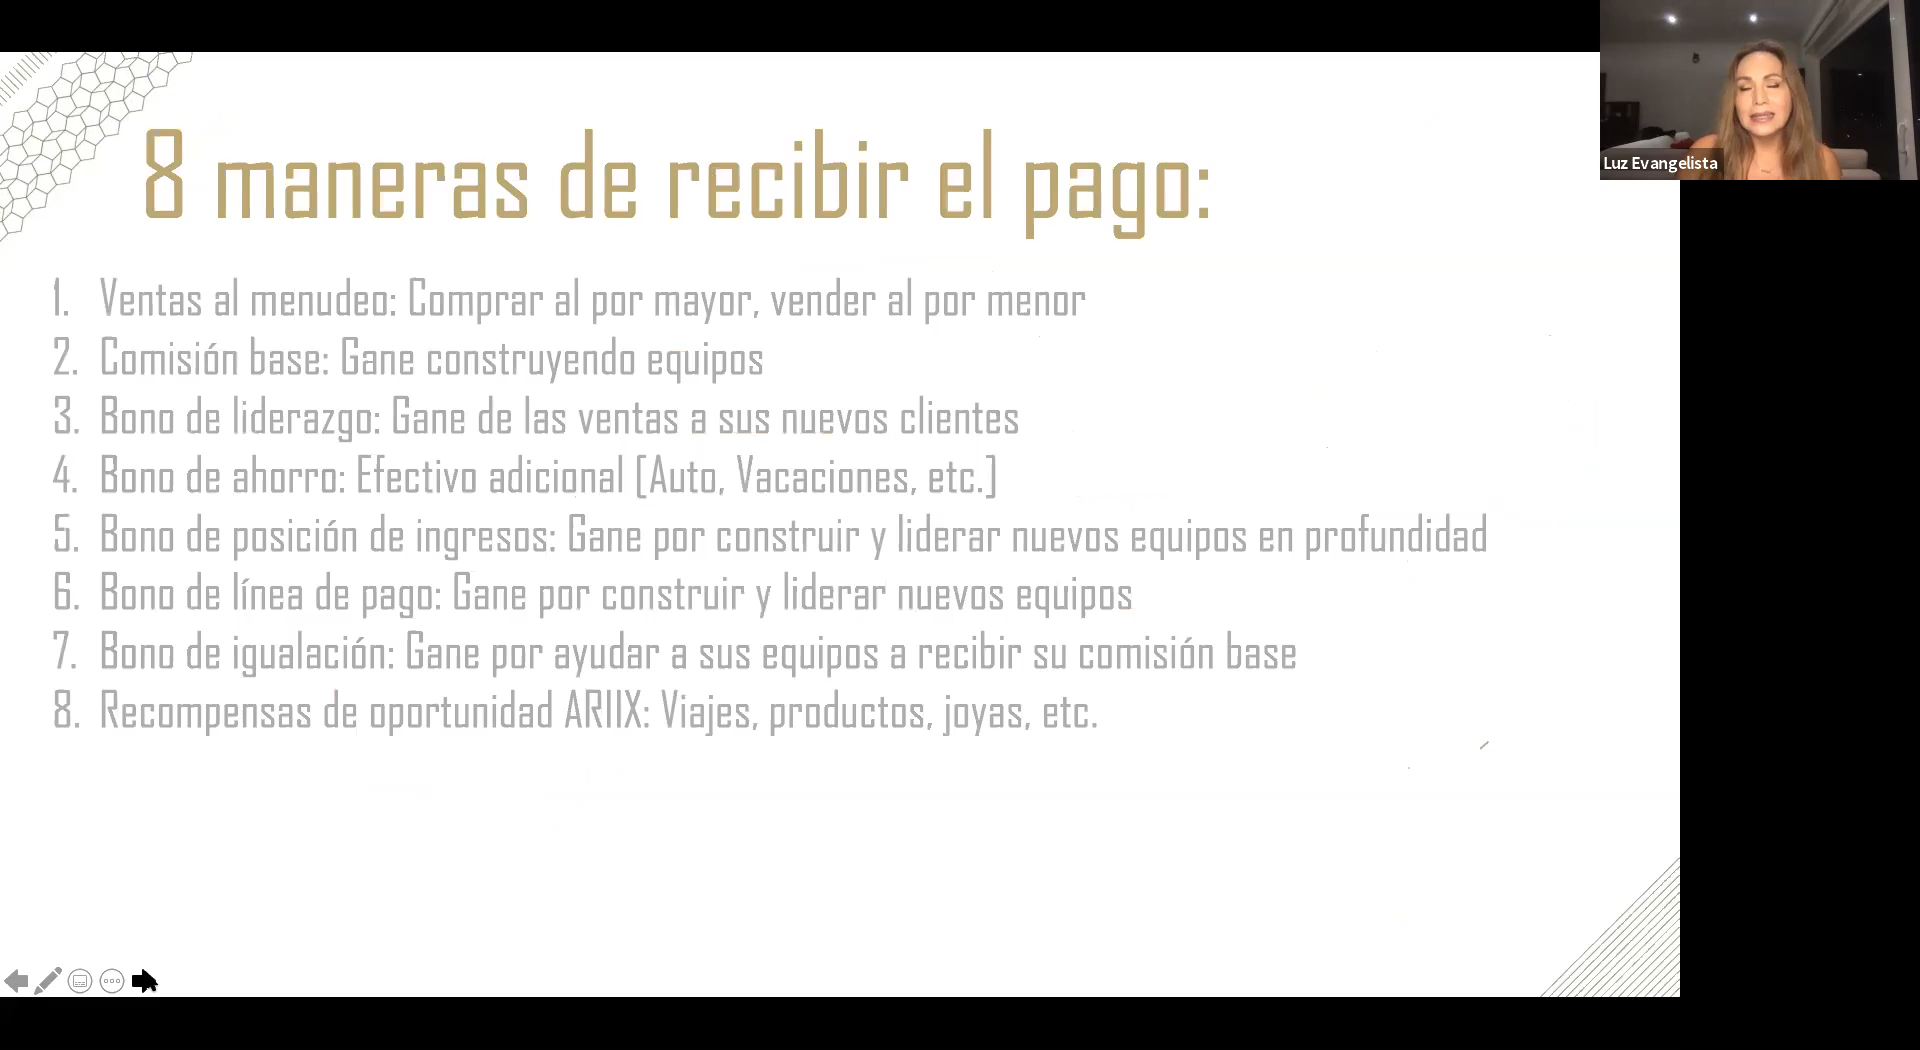 8 maneras de recibir el pago:
Luz Evangelista
1. Ventas al menudeo: Comprar al por mayor, vender al por menor
2. Comisión base: Gane construyendo equipos
3. Bono de liderazgo: Gane de las ventas a sus nuevos clientes
4. Bono de ahorro: Efectivo adicional [Auto, Vacaciones, etc.]
5. Bono de posición de ingresos: Gane por construir y liderar nuevos equipos en profundidad
6. Bono de línea de pago: Gane por construir y liderar nuevos equipos
7. Bono de igualación: Gane por ayudar a sus equipos a recibir su comisión base
8. Recompensas de oportunidad ARIIX: Viajes, productos, joyas, etc.